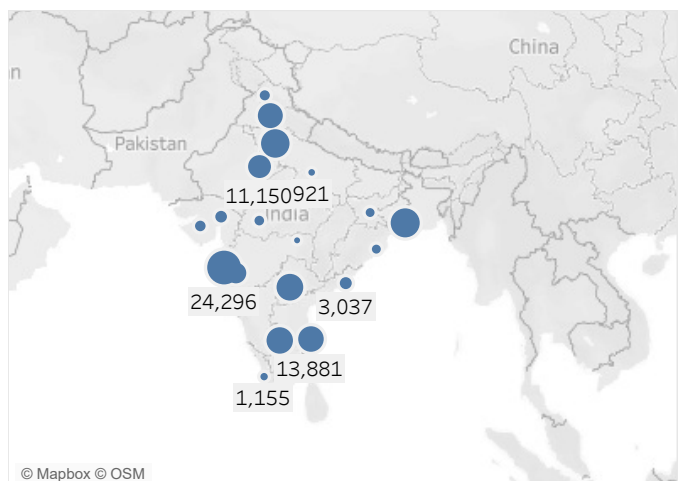 China
n
Pakistan
11,150
921
India
24,296
3,037
13,881
1,155
© Mapbox © OSM